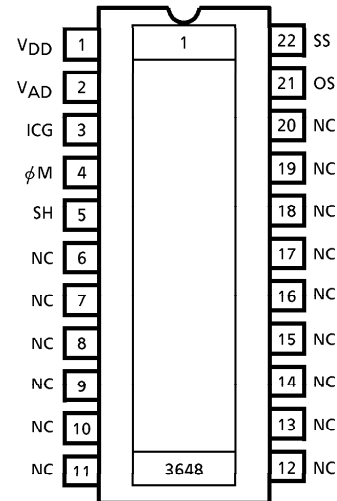 V_DD 1 1 22 SS
V_AD 2 21 OS
ICG 3 20 NC
ϕM 4 19 NC
SH 5 18 NC
NC 6 17 NC
NC 7 16 NC
NC 8 15 NC
NC 9 14 NC
NC 10 13 NC
NC 11 3648 12 NC